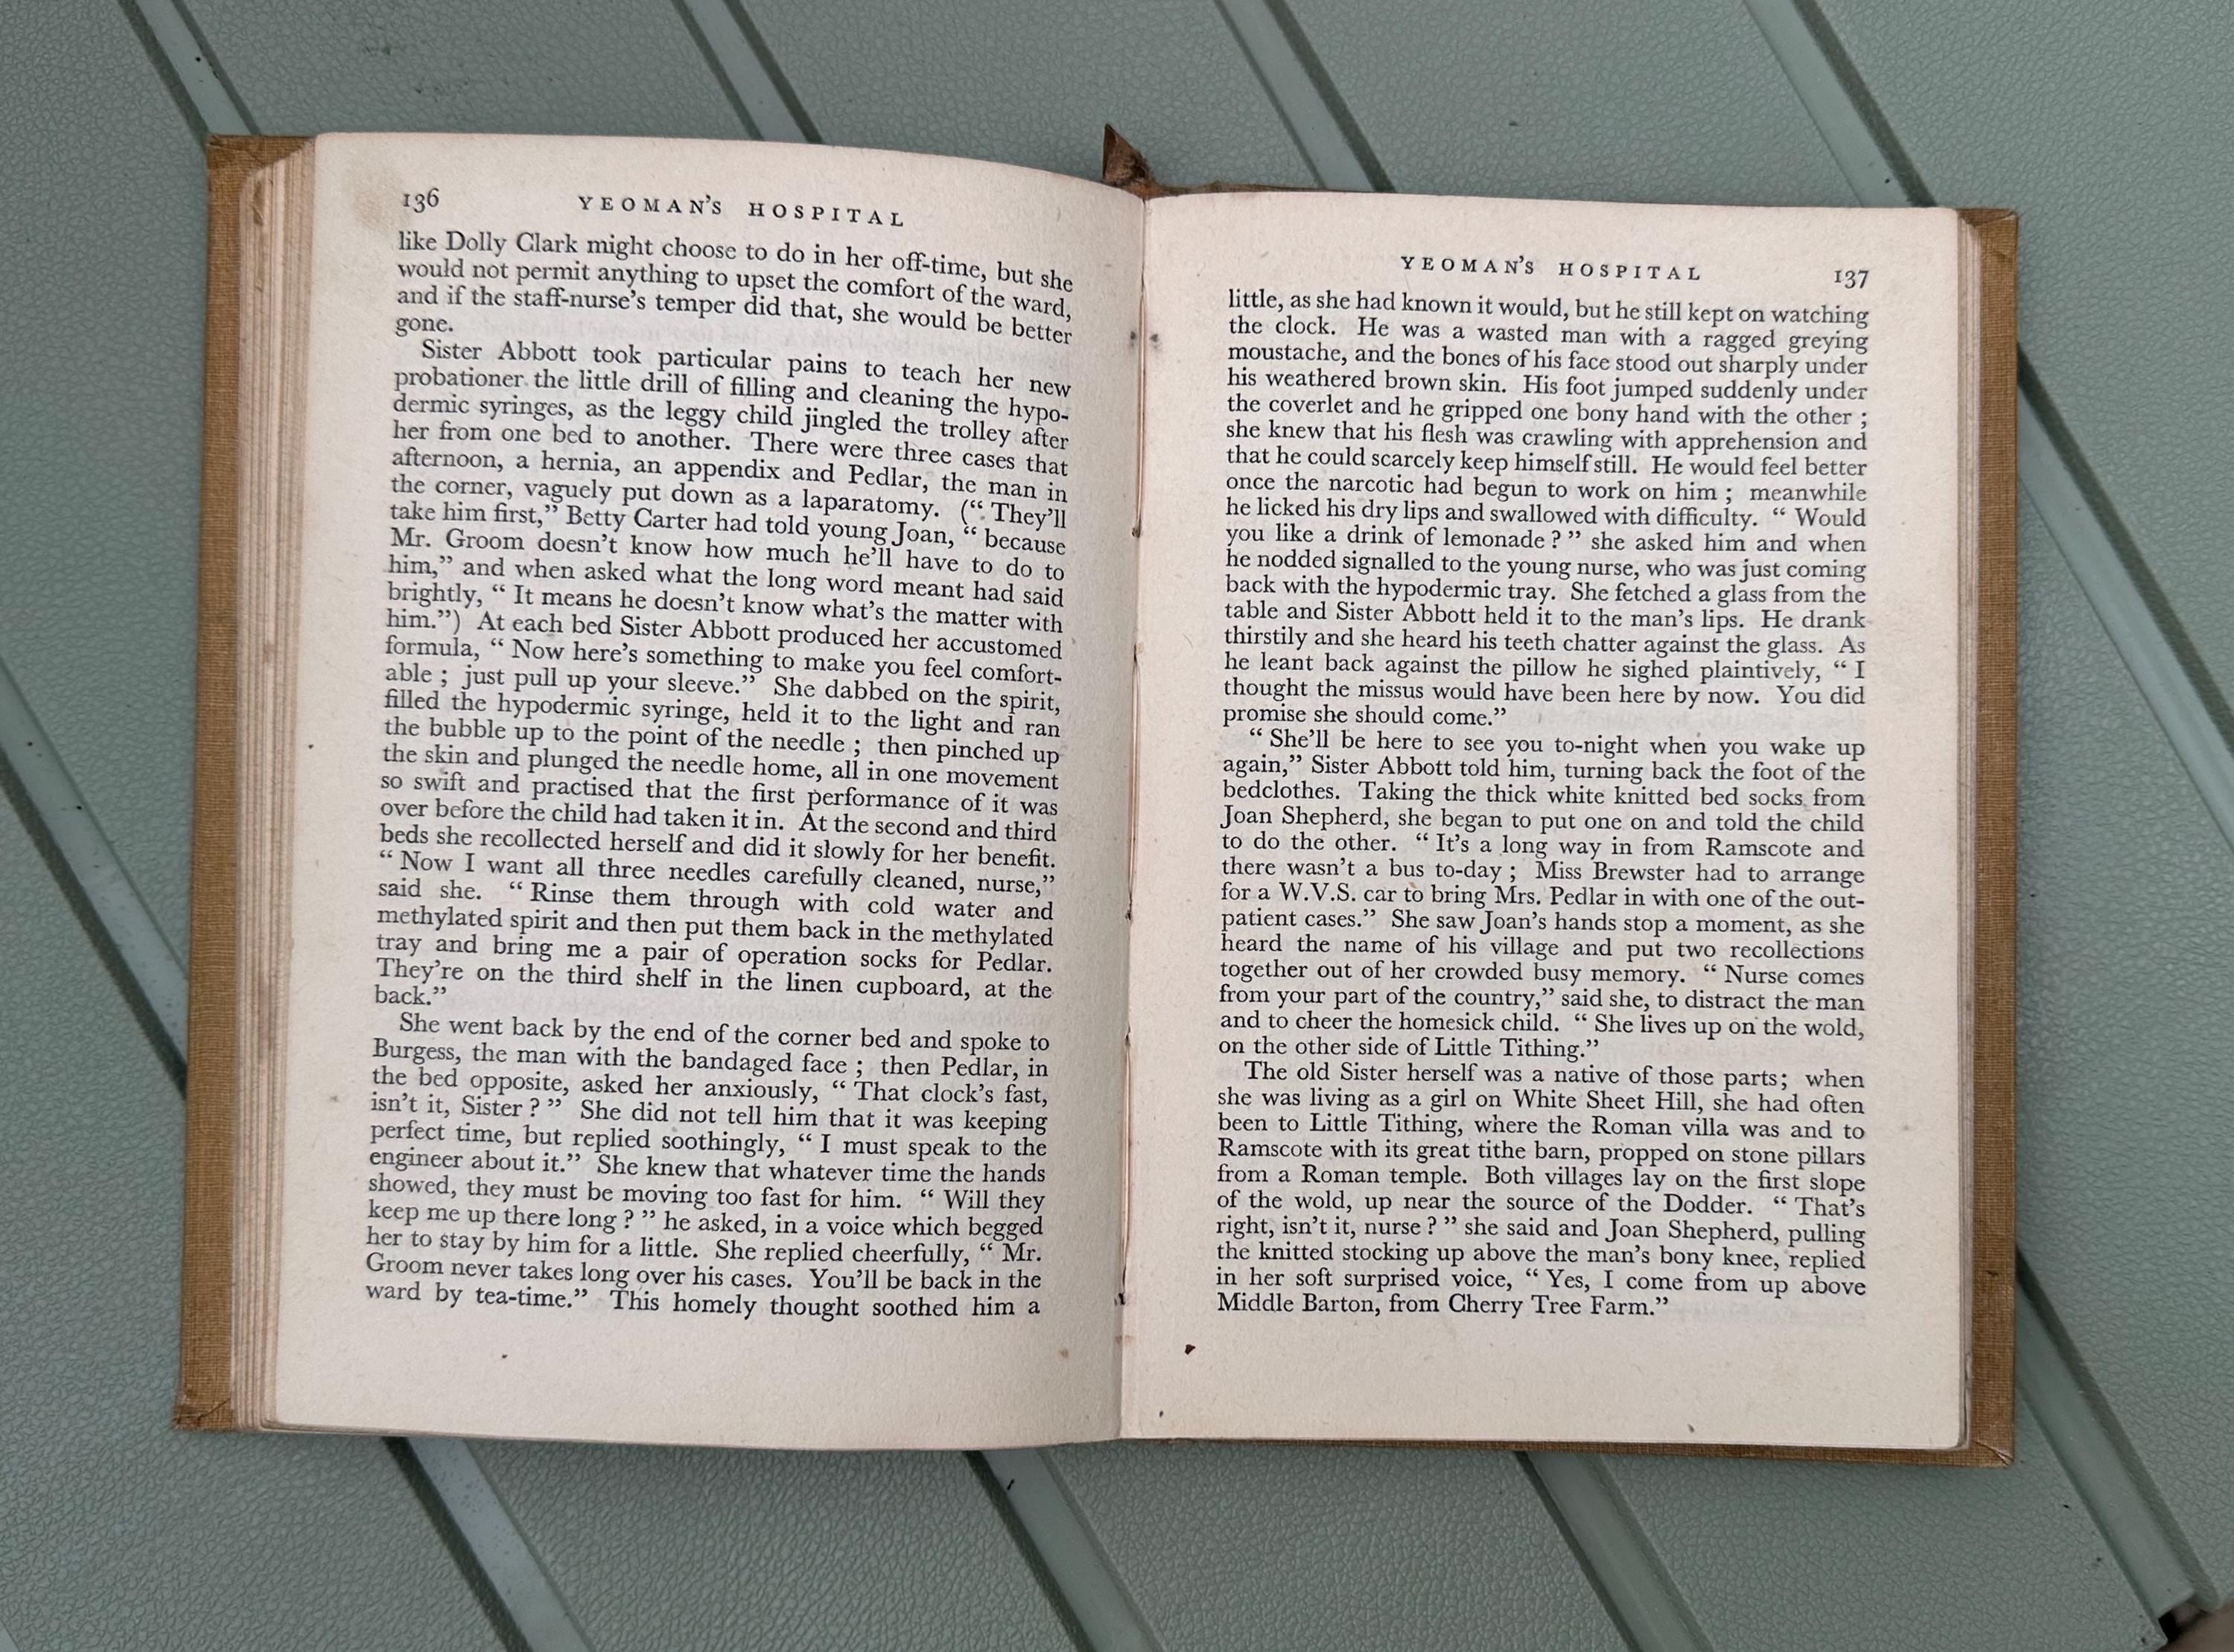 136 YEOMAN'S HOSPITAL
like Dolly Clark might choose to do in her off-time, but she
would not permit anything to upset the comfort of the ward,
and if the staff-nurse's temper did that, she would be better
gone.
Sister Abbott took particular pains to teach her new
probationer the little drill of filling and cleaning the hypo-
dermic syringes, as the leggy child jingled the trolley after
her from one bed to another. There were three cases that
afternoon, a hernia, an appendix and Pedlar, the man in
the corner, vaguely put down as a laparatomy. (“ They'll
take him first,” Betty Carter had told young Joan, “ because
Mr. Groom doesn't know how much he'll have to do to
him,” and when asked what the long word meant had said
brightly, “ It means he doesn't know what's the matter with
him.”) At each bed Sister Abbott produced her accustomed
formula, “ Now here's something to make you feel comfort-
able ; just pull up your sleeve.” She dabbed on the spirit,
filled the hypodermic syringe, held it to the light and ran
the bubble up to the point of the needle ; then pinched up
the skin and plunged the needle home, all in one movement
so swift and practised that the first performance of it was
over before the child had taken it in. At the second and third
beds she recollected herself and did it slowly for her benefit.
“ Now I want all three needles carefully cleaned, nurse,”
said she. “ Rinse them through with cold water and
methylated spirit and then put them back in the methylated
tray and bring me a pair of operation socks for Pedlar.
They're on the third shelf in the linen cupboard, at the
back.”
She went back by the end of the corner bed and spoke to
Burgess, the man with the bandaged face ; then Pedlar, in
the bed opposite, asked her anxiously, “ That clock's fast,
isn't it, Sister ? ” She did not tell him that it was keeping
perfect time, but replied soothingly, “ I must speak to the
engineer about it.” She knew that whatever time the hands
showed, they must be moving too fast for him. “ Will they
keep me up there long ? ” he asked, in a voice which begged
her to stay by him for a little. She replied cheerfully, “ Mr.
Groom never takes long over his cases. You'll be back in the
ward by tea-time.” This homely thought soothed him a
YEOMAN'S HOSPITAL 137
little, as she had known it would, but he still kept on watching
the clock. He was a wasted man with a ragged greying
moustache, and the bones of his face stood out sharply under
his weathered brown skin. His foot jumped suddenly under
the coverlet and he gripped one bony hand with the other ;
she knew that his flesh was crawling with apprehension and
that he could scarcely keep himself still. He would feel better
once the narcotic had begun to work on him ; meanwhile
he licked his dry lips and swallowed with difficulty. “ Would
you like a drink of lemonade ? ” she asked him and when
he nodded signalled to the young nurse, who was just coming
back with the hypodermic tray. She fetched a glass from the
table and Sister Abbott held it to the man's lips. He drank
thirstily and she heard his teeth chatter against the glass. As
he leant back against the pillow he sighed plaintively, “ I
thought the missus would have been here by now. You did
promise she should come.”
“ She'll be here to see you to-night when you wake up
again,” Sister Abbott told him, turning back the foot of the
bedclothes. Taking the thick white knitted bed socks from
Joan Shepherd, she began to put one on and told the child
to do the other. “ It's a long way in from Ramscote and
there wasn't a bus to-day ; Miss Brewster had to arrange
for a W.V.S. car to bring Mrs. Pedlar in with one of the out-
patient cases.” She saw Joan's hands stop a moment, as she
heard the name of his village and put two recollections
together out of her crowded busy memory. “ Nurse comes
from your part of the country,” said she, to distract the man
and to cheer the homesick child. “ She lives up on the wold,
on the other side of Little Tithing.”
The old Sister herself was a native of those parts; when
she was living as a girl on White Sheet Hill, she had often
been to Little Tithing, where the Roman villa was and to
Ramscote with its great tithe barn, propped on stone pillars
from a Roman temple. Both villages lay on the first slope
of the wold, up near the source of the Dodder. “ That's
right, isn't it, nurse ? ” she said and Joan Shepherd, pulling
the knitted stocking up above the man's bony knee, replied
in her soft surprised voice, “ Yes, I come from up above
Middle Barton, from Cherry Tree Farm.”